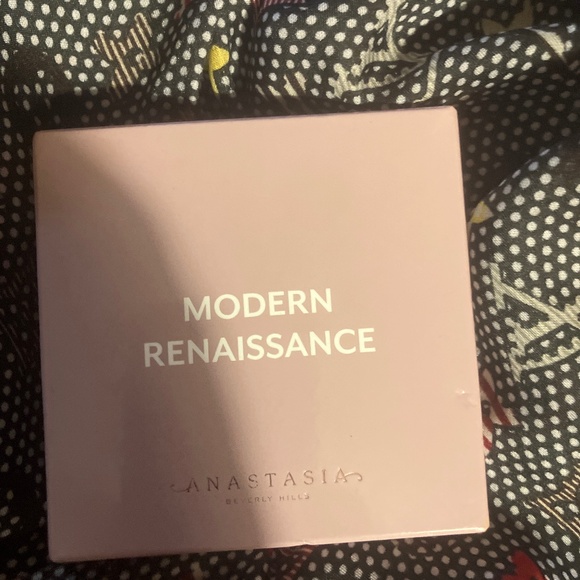 MODERN
RENAISSANCE
ANASTASIA
BEVERLY HILLS